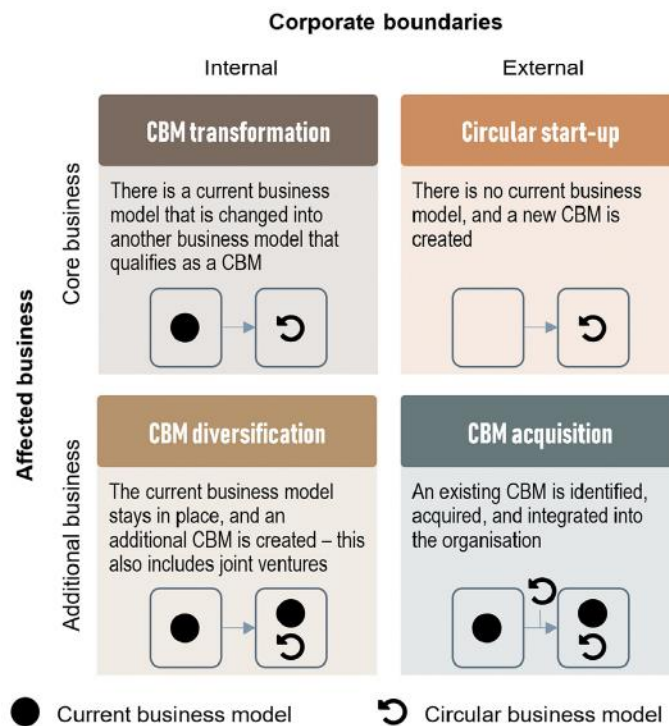 Corporate boundaries
Internal
External
Affected business
Core business
CBM transformation
There is a current business
model that is changed into
another business model that
qualifies as a CBM
Circular start-up
There is no current business
model, and a new CBM is
created
Additional business
CBM diversification
The current business model
stays in place, and an
additional CBM is created – this
also includes joint ventures
CBM acquisition
An existing CBM is identified,
acquired, and integrated into
the organisation
Current business model
Circular business model